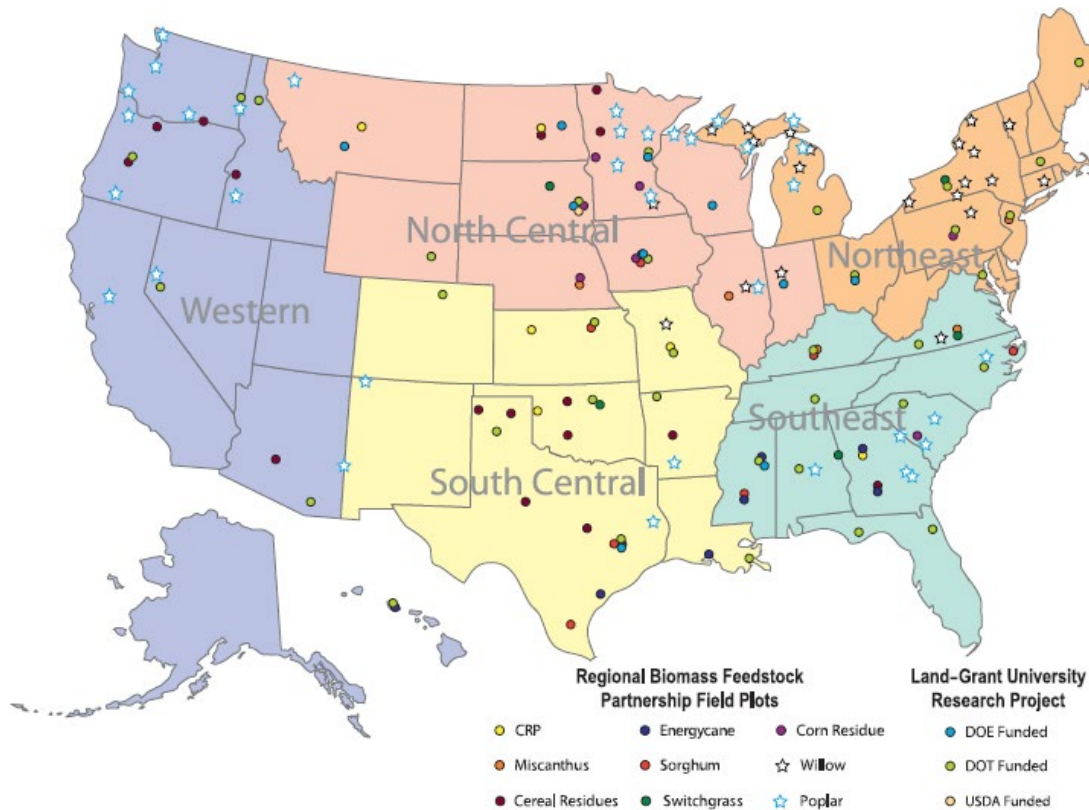 North Central
Northeast
Western
Southeast
South Central
Regional Biomass Feedstock
Partnership Field Plots
CRP
Energycane
Corn Residue
Miscanthus
Sorghum
Willow
Cereal Residues
Switchgrass
Poplar
Land-Grant University
Research Project
DOE Funded
DOT Funded
USDA Funded